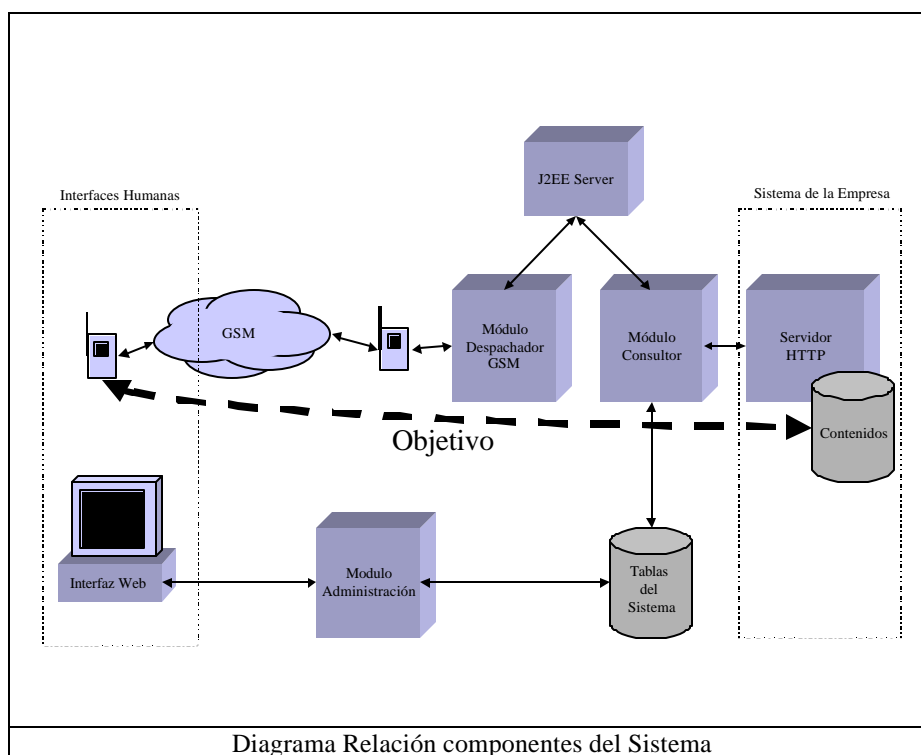 J2EE Server
Interfaces Humanas
Sistema de la Empresa
GSM
Módulo
Despachador
GSM
Módulo
Consultor
Servidor
HTTP
Objetivo
Contenidos
Interfaz Web
Modulo
Administración
Tablas
del
Sistema
Diagrama Relación componentes del Sistema